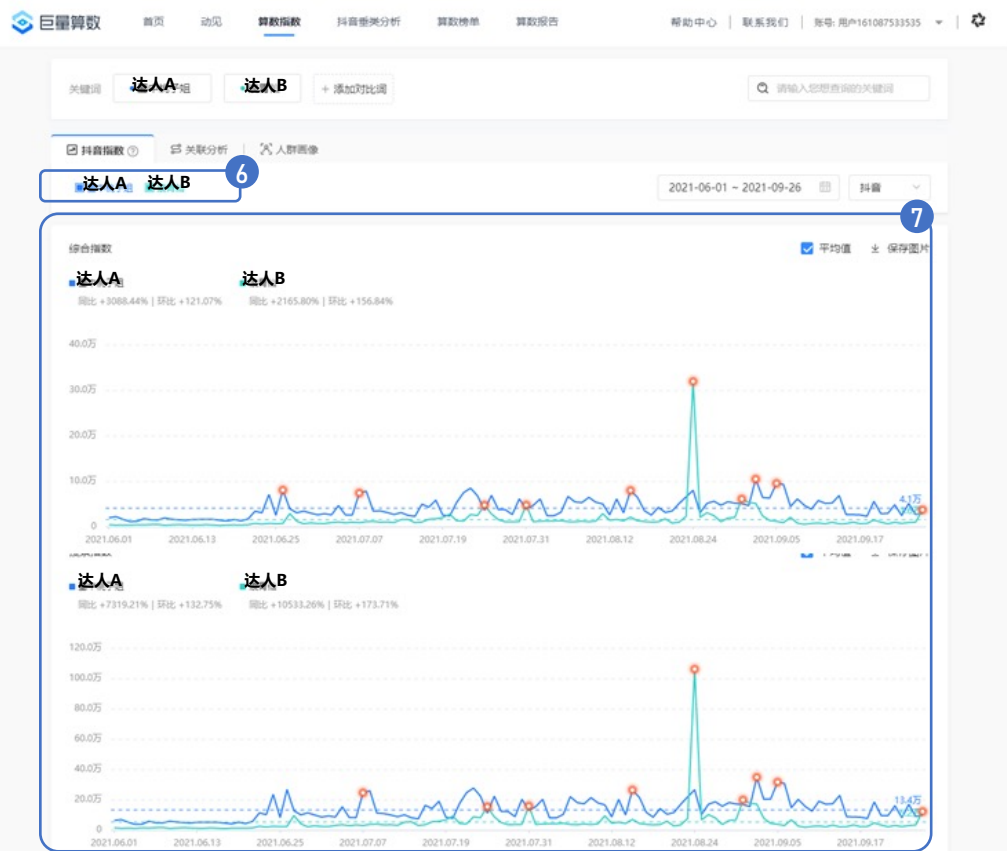 巨量算数 首页 动见 算数指数 抖音垂类分析 算数榜单 算数报告 帮助中心 联系我们 账号: 用户161087533535
关键词 达人A 达人B + 添加对比词 请输入您想查询的关键词
抖音指数 关联分析 人群画像
达人A 达人B 6
2021-06-01 ~ 2021-09-26 抖音
7
综合指数 平均值 保存图片
达人A 达人B
同比 +3088.44% | 环比 +121.07% 同比 +2165.80% | 环比 +156.84%
40.0万
30.0万
20.0万
10.0万
4.1万
0
2021.06.01 2021.06.13 2021.06.25 2021.07.07 2021.07.19 2021.07.31 2021.08.12 2021.08.24 2021.09.05 2021.09.17
达人A 达人B
同比 +7319.21% | 环比 +132.75% 同比 +10533.26% | 环比 +173.71%
120.0万
100.0万
80.0万
60.0万
40.0万
20.0万
13.4万
0
2021.06.01 2021.06.13 2021.06.25 2021.07.07 2021.07.19 2021.07.31 2021.08.12 2021.08.24 2021.09.05 2021.09.17